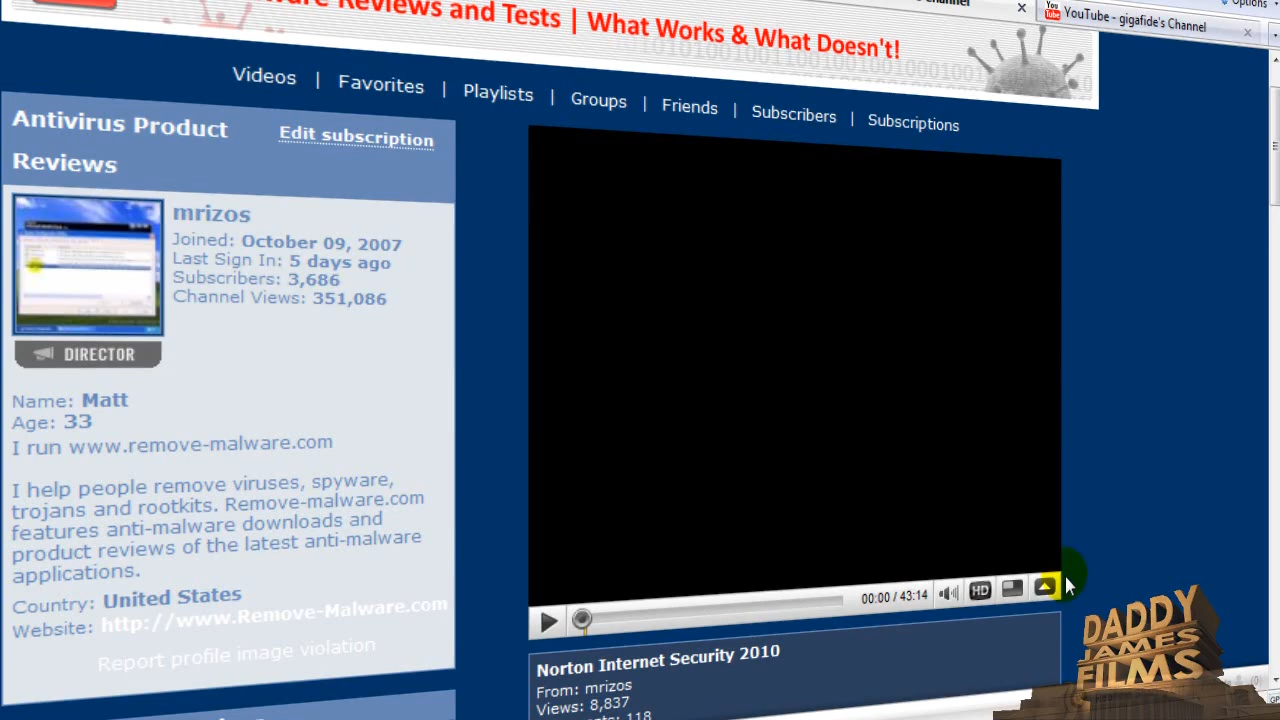 Reviews and Tests | What Works & What Doesn't!
YouTube - gigafide's Channel
Options
Videos | Favorites | Playlists | Groups | Friends | Subscribers | Subscriptions
Antivirus Product
Reviews
Edit subscription
mrizos
Joined: October 09, 2007
Last Sign In: 5 days ago
Subscribers: 3,686
Channel Views: 351,086
DIRECTOR
Name: Matt
Age: 33
I run www.remove-malware.com
I help people remove viruses, spyware,
trojans and rootkits. Remove-malware.com
features anti-malware downloads and
product reviews of the latest anti-malware
applications.
Country: United States
Website: http://www.Remove-Malware.com
Report profile image violation
00:00 / 43:14
HD
Norton Internet Security 2010
From: mrizos
Views: 8,837
118
DADDY
JAMES
FILMS